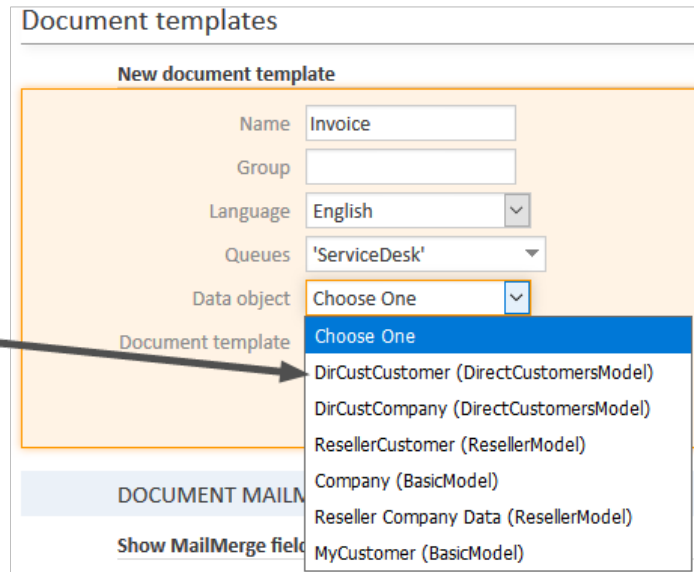 Document templates
New document template
Name Invoice
Group
Language English
Queues 'ServiceDesk'
Data object Choose One
Document template Choose One
DirCustCustomer (DirectCustomersModel)
DirCustCompany (DirectCustomersModel)
ResellerCustomer (ResellerModel)
Company (BasicModel)
DOCUMENT MAILM
Reseller Company Data (ResellerModel)
Show MailMerge field
MyCustomer (BasicModel)